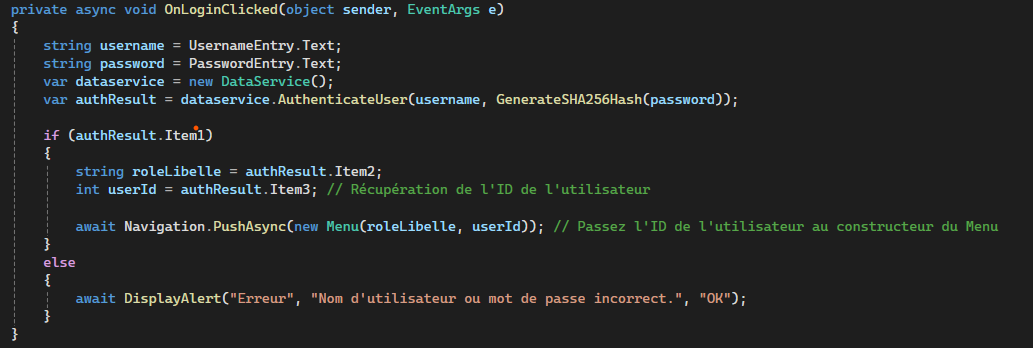 private async void OnLoginClicked(object sender, EventArgs e)
{
    string username = UsernameEntry.Text;
    string password = PasswordEntry.Text;
    var dataservice = new DataService();
    var authResult = dataservice.AuthenticateUser(username, GenerateSHA256Hash(password));

    if (authResult.Item1)
    {
        string roleLibelle = authResult.Item2;
        int userId = authResult.Item3; // Récupération de l'ID de l'utilisateur

        await Navigation.PushAsync(new Menu(roleLibelle, userId)); // Passez l'ID de l'utilisateur au constructeur du Menu
    }
    else
    {
        await DisplayAlert("Erreur", "Nom d'utilisateur ou mot de passe incorrect.", "OK");
    }
}